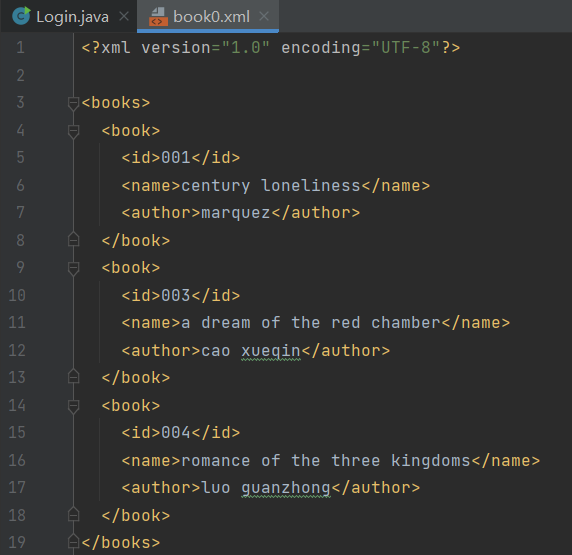 Login.java book0.xml
1 <?xml version="1.0" encoding="UTF-8"?>
2
3 <books>
4 <book>
5 <id>001</id>
6 <name>century loneliness</name>
7 <author>marquez</author>
8 </book>
9 <book>
10 <id>003</id>
11 <name>a dream of the red chamber</name>
12 <author>cao xueqin</author>
13 </book>
14 <book>
15 <id>004</id>
16 <name>romance of the three kingdoms</name>
17 <author>luo guanzhong</author>
18 </book>
19 </books>